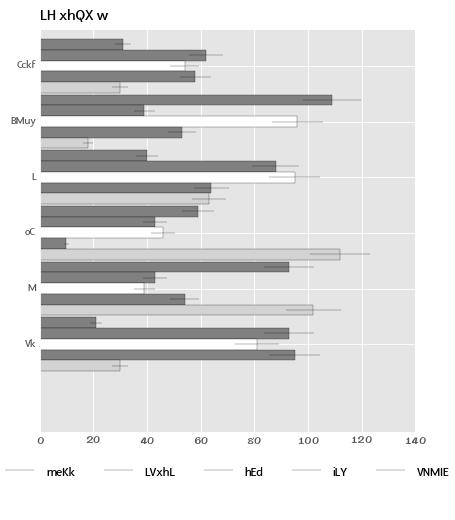 LH xhQX w
Cckf
BMuy
L
oC
M
Vk
0 20 40 60 80 100 120 140
meKk LVxhL hEd iLY VNMIE